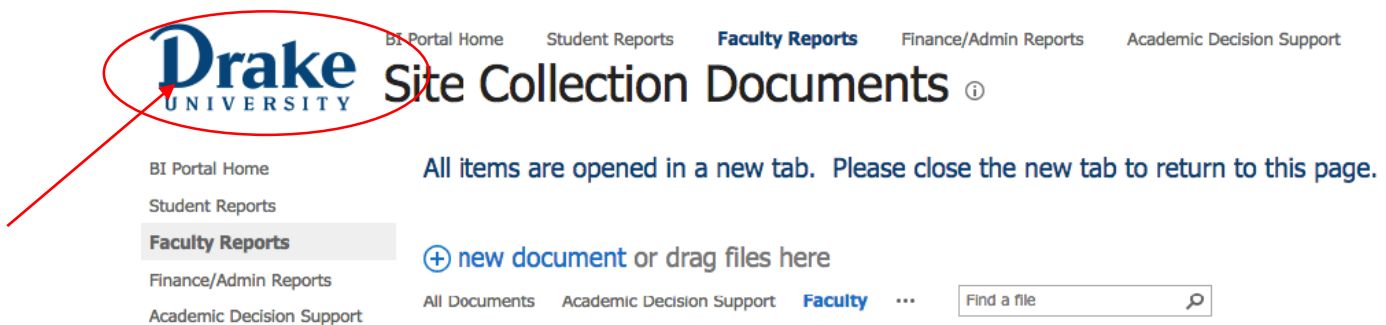 Drake
UNIVERSITY
BI Portal Home Student Reports Faculty Reports Finance/Admin Reports Academic Decision Support
Site Collection Documents
BI Portal Home
Student Reports
Faculty Reports
Finance/Admin Reports
Academic Decision Support
All items are opened in a new tab. Please close the new tab to return to this page.
new document or drag files here
All Documents Academic Decision Support Faculty ... Find a file